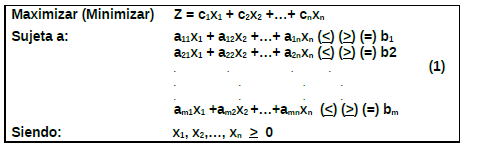 Maximizar (Minimizar) Z = c₁x₁ + c₂x₂ +...+ cₙxₙ
Sujeta a: a₁₁x₁ + a₁₂x₂ +...+ a₁ₙxₙ (≤) (≥) (=) b₁
a₂₁x₁ + a₂₂x₂ +...+ a₂ₙxₙ (≤) (≥) (=) b2
(1)
. . . .
. . . .
. . . .
aₘ₁x₁ +aₘ₂x₂ +...+aₘₙxₙ (≤) (≥) (=) bₘ
Siendo: x₁, x₂,..., xₙ ≥ 0